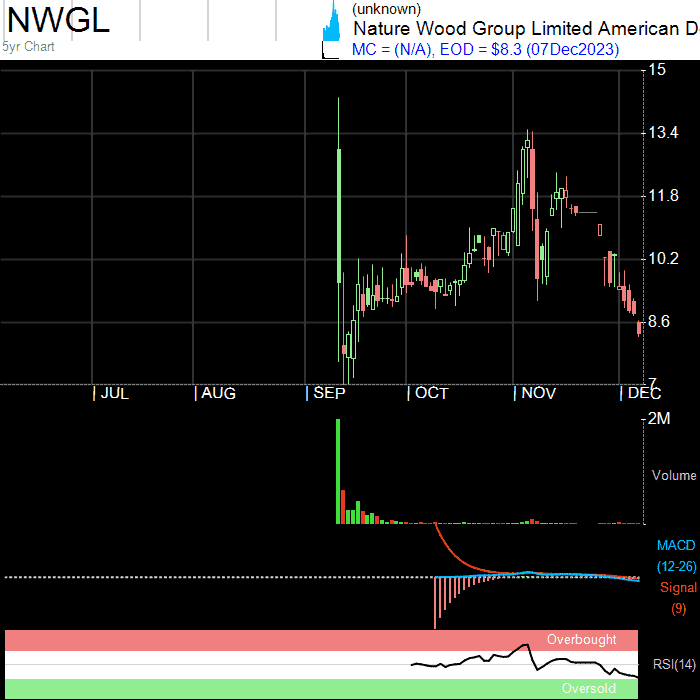 NWGL
5yr Chart
(unknown)
Nature Wood Group Limited American D
MC = (N/A), EOD = $8.3 (07Dec2023)
15
13.4
11.8
10.2
8.6
7
JUL AUG SEP OCT NOV DEC
2M
Volume
MACD
(12-26)
Signal
(9)
Overbought
RSI(14)
Oversold